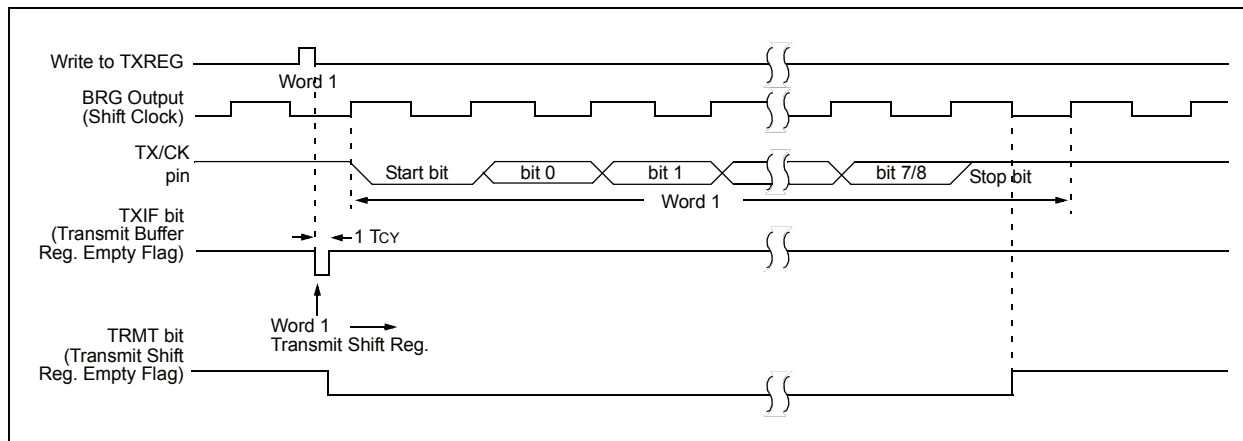 Write to TXREG
Word 1
BRG Output
(Shift Clock)
TX/CK
pin
Start bit
bit 0
bit 1
bit 7/8
Stop bit
Word 1
TXIF bit
(Transmit Buffer
Reg. Empty Flag)
1 TCY
Word 1
Transmit Shift Reg.
TRMT bit
(Transmit Shift
Reg. Empty Flag)